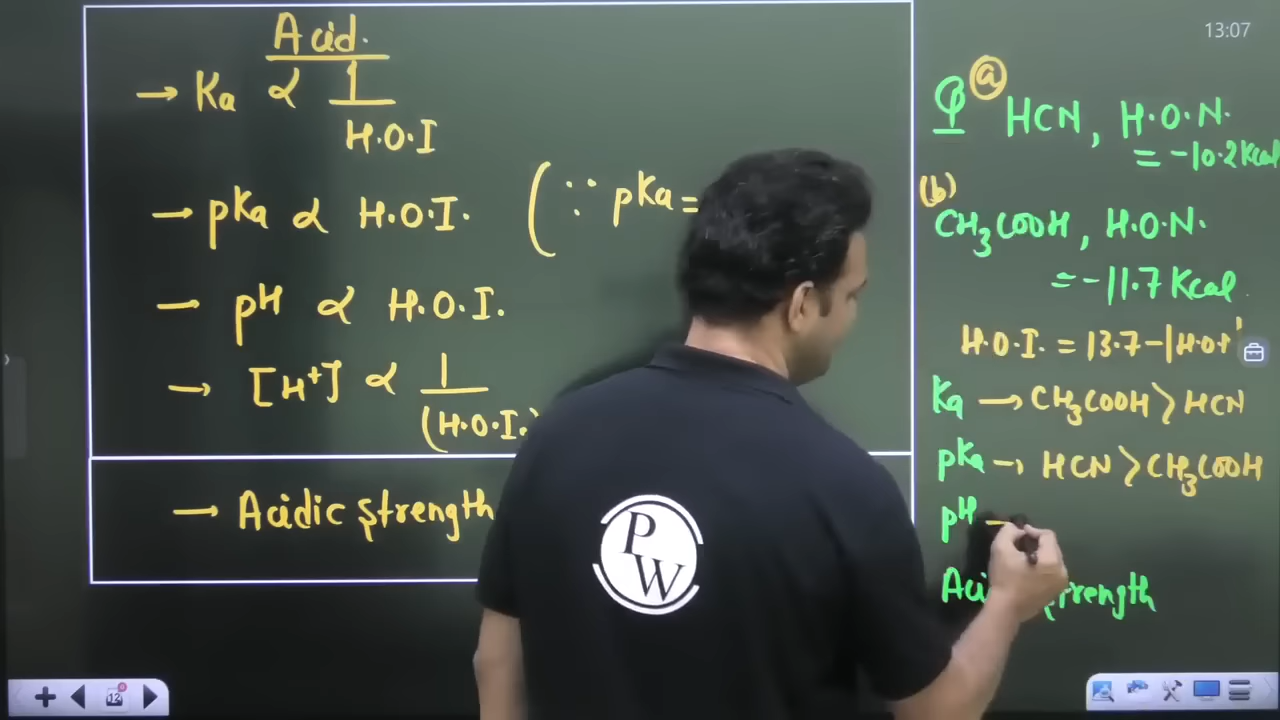 Acid.
→ Ka ∝ 1/H.O.I
→ pKa ∝ H.O.I. (∵ pKa =
→ pH ∝ H.O.I.
→ [H+] ∝ 1/(H.O.I.)
→ Acidic strength
13:07
Q (a) HCN, H.O.N.
= -10.2 Kcal
(b)
CH3COOH, H.O.N.
= -11.7 Kcal.
H.O.I. = 13.7 - |H.O.
Ka → CH3COOH > HCN
pKa → HCN > CH3COOH
pH -
strength
P
W
12